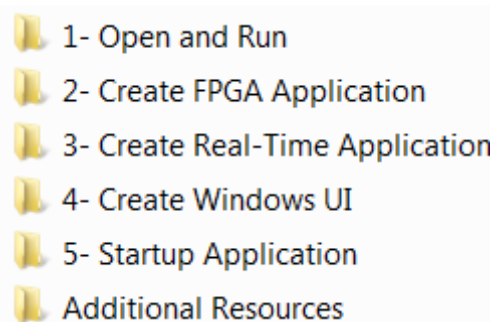 1- Open and Run
2- Create FPGA Application
3- Create Real-Time Application
4- Create Windows UI
5- Startup Application
Additional Resources